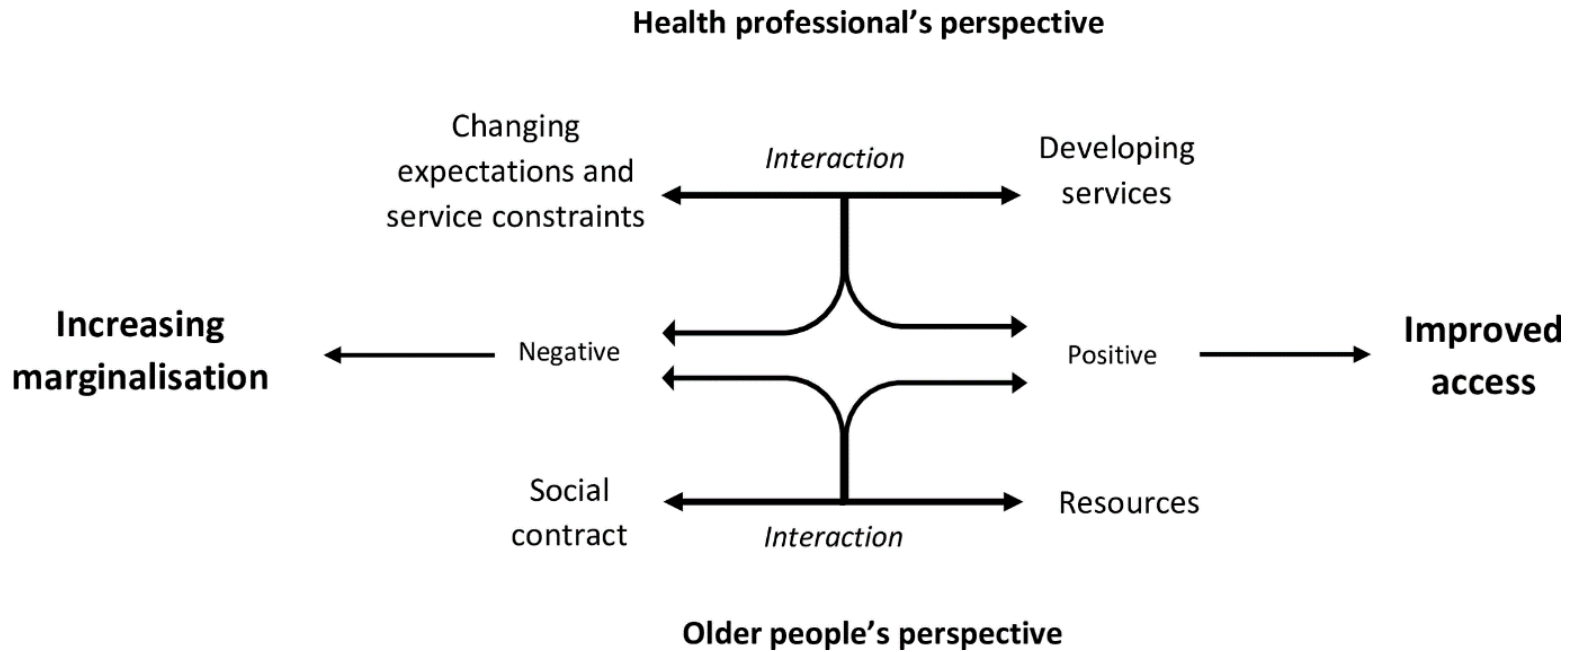 Health professional’s perspective
Changing
expectations and
service constraints
Interaction
Developing
services
Increasing
marginalisation
Negative
Positive
Improved
access
Social
contract
Interaction
Resources
Older people’s perspective